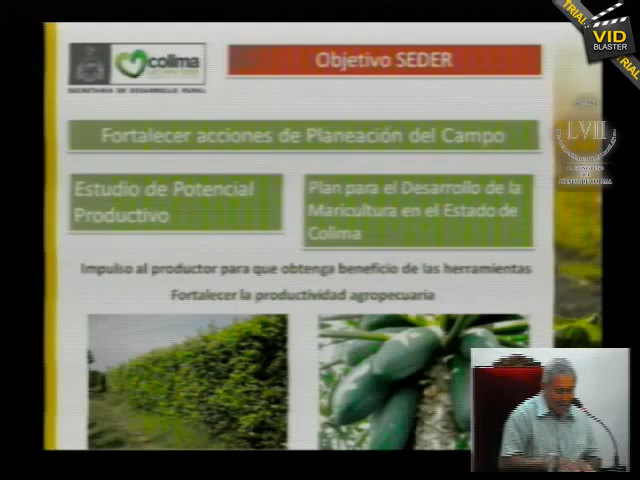 TRIAL
VID
BLASTER
TRIAL
colima
SECRETARIA DE DESARROLLO RURAL
Objetivo SEDER
LVII
Fortalecer acciones de Planeación del Campo
Estudio de Potencial
Productivo
Plan para el Desarrollo de la
Maricultura en el Estado de
Colima
Impulso al productor para que obtenga beneficio de las herramientas
Fortalecer la productividad agropecuaria